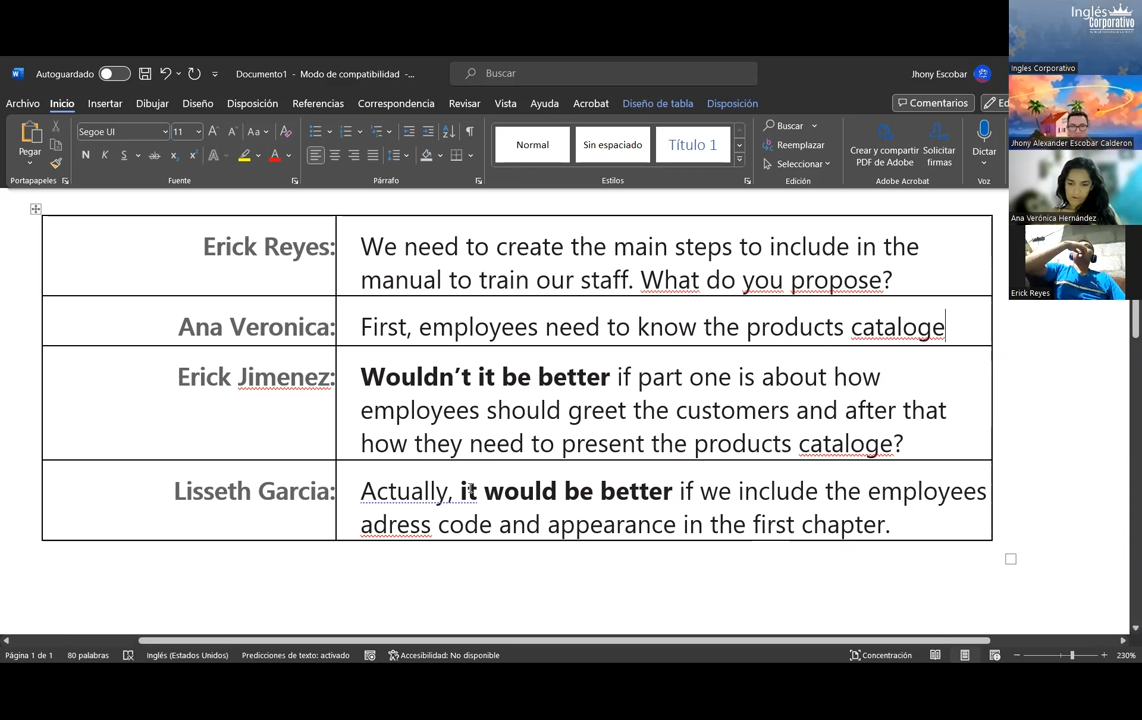 Inglés
Corporativo
Ingles Corporativo
Jhony Alexander Escobar Calderon
Ana Verónica Hernández
Erick Reyes
Autoguardado
Documento1 - Modo de compatibilidad -...
Buscar
Jhony Escobar
Archivo Inicio Insertar Dibujar Diseño Disposición Referencias Correspondencia Revisar Vista Ayuda Acrobat Diseño de tabla Disposición
Comentarios
Ed
Pegar
Portapapeles
Segoe UI 11
Fuente
Párrafo
Normal Sin espaciado Título 1
Estilos
Buscar
Reemplazar
Seleccionar
Edición
Crear y compartir PDF de Adobe
Solicitar firmas
Adobe Acrobat
Dictar
Voz
Erick Reyes: We need to create the main steps to include in the
manual to train our staff. What do you propose?
Ana Veronica: First, employees need to know the products cataloge
Erick Jimenez: Wouldn’t it be better if part one is about how
employees should greet the customers and after that
how they need to present the products cataloge?
Lisseth Garcia: Actually, it would be better if we include the employees
adress code and appearance in the first chapter.
Página 1 de 1 80 palabras Inglés (Estados Unidos) Predicciones de texto: activado Accesibilidad: No disponible Concentración 230%